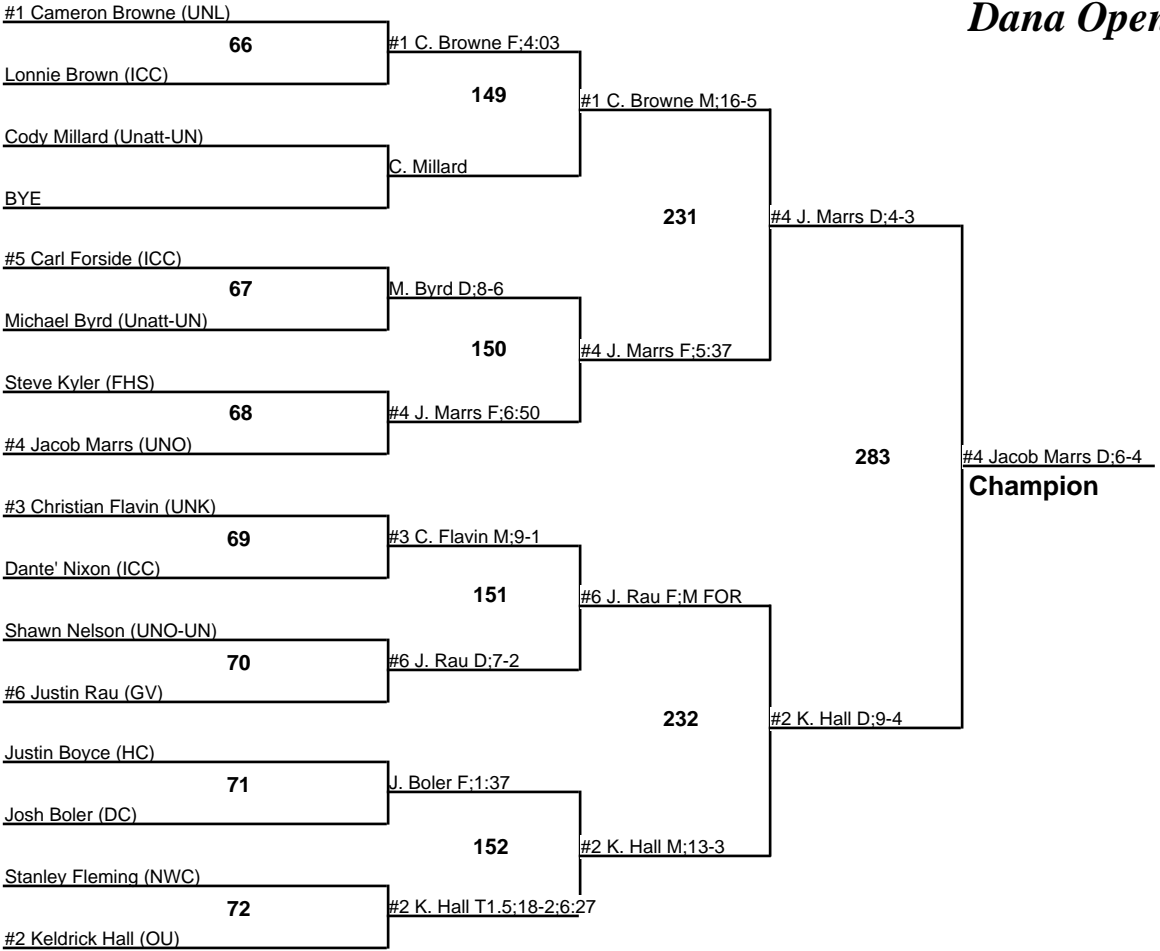 Dana Open
#1 Cameron Browne (UNL)
66
Lonnie Brown (ICC)
#1 C. Browne F;4:03
149
Cody Millard (Unatt-UN)
BYE
C. Millard
#1 C. Browne M;16-5
231
#5 Carl Forside (ICC)
67
Michael Byrd (Unatt-UN)
M. Byrd D;8-6
150
Steve Kyler (FHS)
68
#4 Jacob Marrs (UNO)
#4 J. Marrs F;6:50
#4 J. Marrs F;5:37
#4 J. Marrs D;4-3
283
#4 Jacob Marrs D;6-4
Champion
#3 Christian Flavin (UNK)
69
Dante' Nixon (ICC)
#3 C. Flavin M;9-1
151
Shawn Nelson (UNO-UN)
70
#6 Justin Rau (GV)
#6 J. Rau D;7-2
#6 J. Rau F;M FOR
232
#2 K. Hall D;9-4
Justin Boyce (HC)
71
Josh Boler (DC)
J. Boler F;1:37
152
#2 K. Hall M;13-3
Stanley Fleming (NWC)
72
#2 Keldrick Hall (OU)
#2 K. Hall T1.5;18-2;6:27